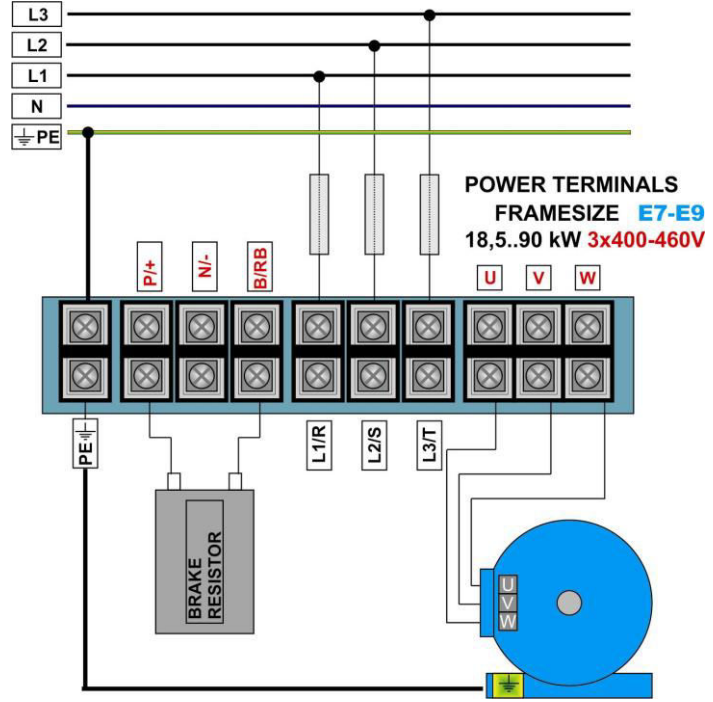 L3
L2
L1
N
PE
POWER TERMINALS
FRAMESIZE E7-E9
18,5..90 kW 3x400-460V
P/+
N/-
B/RB
U
V
W
PE
L1/R
L2/S
L3/T
BRAKE
RESISTOR
U
V
W